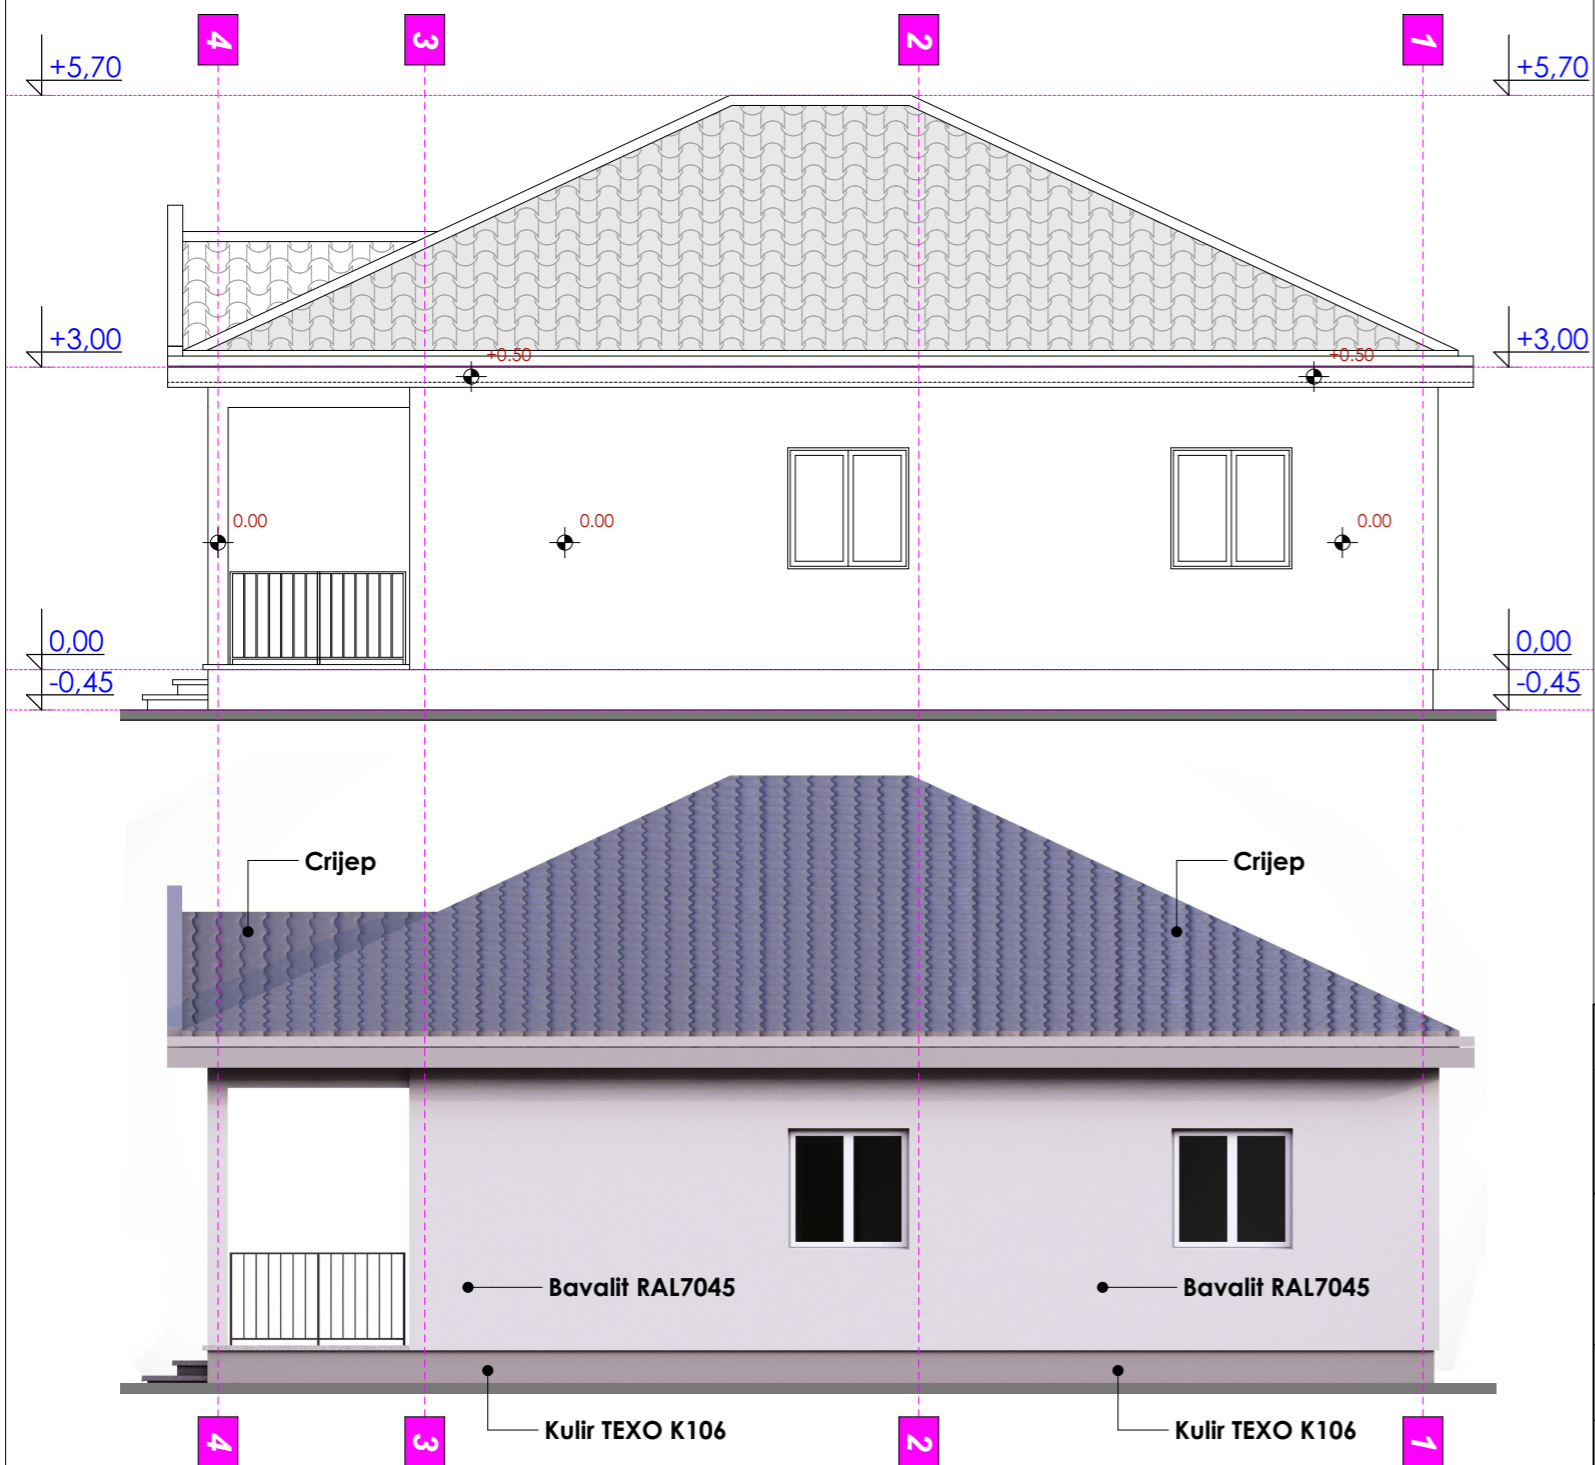 4 3 2 1
+5,70 +5,70
+3,00 +3,00
+0.50 +0.50
0.00 0.00 0.00
0,00 0,00
-0,45 -0,45
Crijep Crijep
Bavalit RAL7045 Bavalit RAL7045
Kulir TEXO K106 Kulir TEXO K106
4 3 2 1